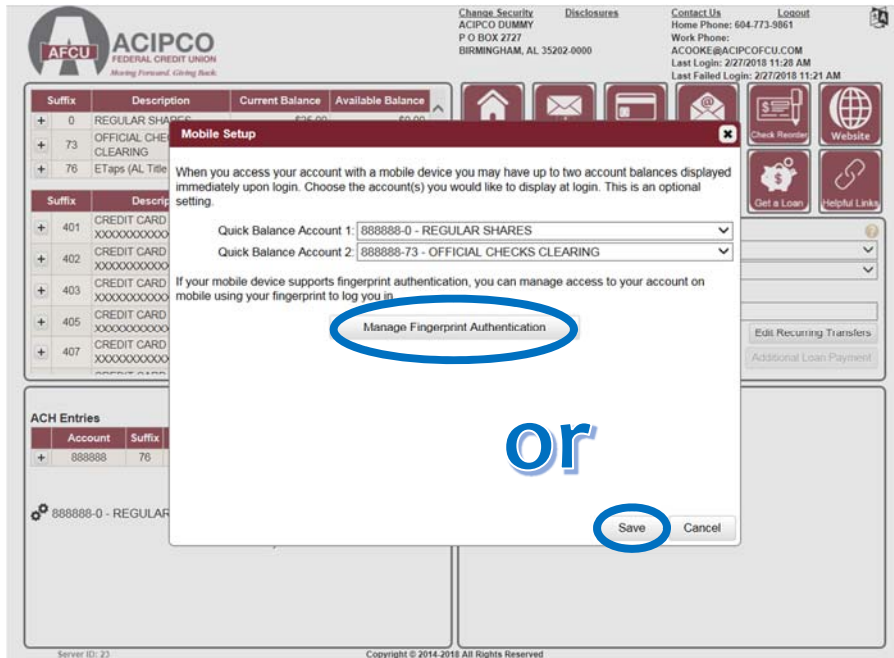 Change Security Disclosures Contact Us Logout
ACIPCO DUMMY Home Phone: 604-773-9861
P O BOX 2727 Work Phone:
BIRMINGHAM, AL 35202-0000 ACOOKE@ACIPCOFCU.COM
Last Login: 2/27/2018 11:28 AM
Last Failed Login: 2/27/2018 11:21 AM
AFCU
ACIPCO
FEDERAL CREDIT UNION
Moving Forward. Giving Back.
Suffix Description Current Balance Available Balance
+ 0 REGULAR SHARES $25.00 $0.00
+ 73 OFFICIAL CHE
CLEARING
+ 76 ETaps (AL Title
Check Reorder
Website
Get a Loan
Helpful Links
Suffix Descrip
+ 401 CREDIT CARD
XXXXXXXXXXX
+ 402 CREDIT CARD
XXXXXXXXXXX
+ 403 CREDIT CARD
XXXXXXXXXXX
+ 405 CREDIT CARD
XXXXXXXXXXX
+ 407 CREDIT CARD
XXXXXXXXXXX
Edit Recurring Transfers
Additional Loan Payment
Mobile Setup
When you access your account with a mobile device you may have up to two account balances displayed
immediately upon login. Choose the account(s) you would like to display at login. This is an optional
setting.
Quick Balance Account 1: 888888-0 - REGULAR SHARES
Quick Balance Account 2: 888888-73 - OFFICIAL CHECKS CLEARING
If your mobile device supports fingerprint authentication, you can manage access to your account on
mobile using your fingerprint to log you in.
Manage Fingerprint Authentication
or
Save Cancel
ACH Entries
Account Suffix
+ 888888 76
888888-0 - REGULAR
Server ID: 23 Copyright © 2014-2018 All Rights Reserved